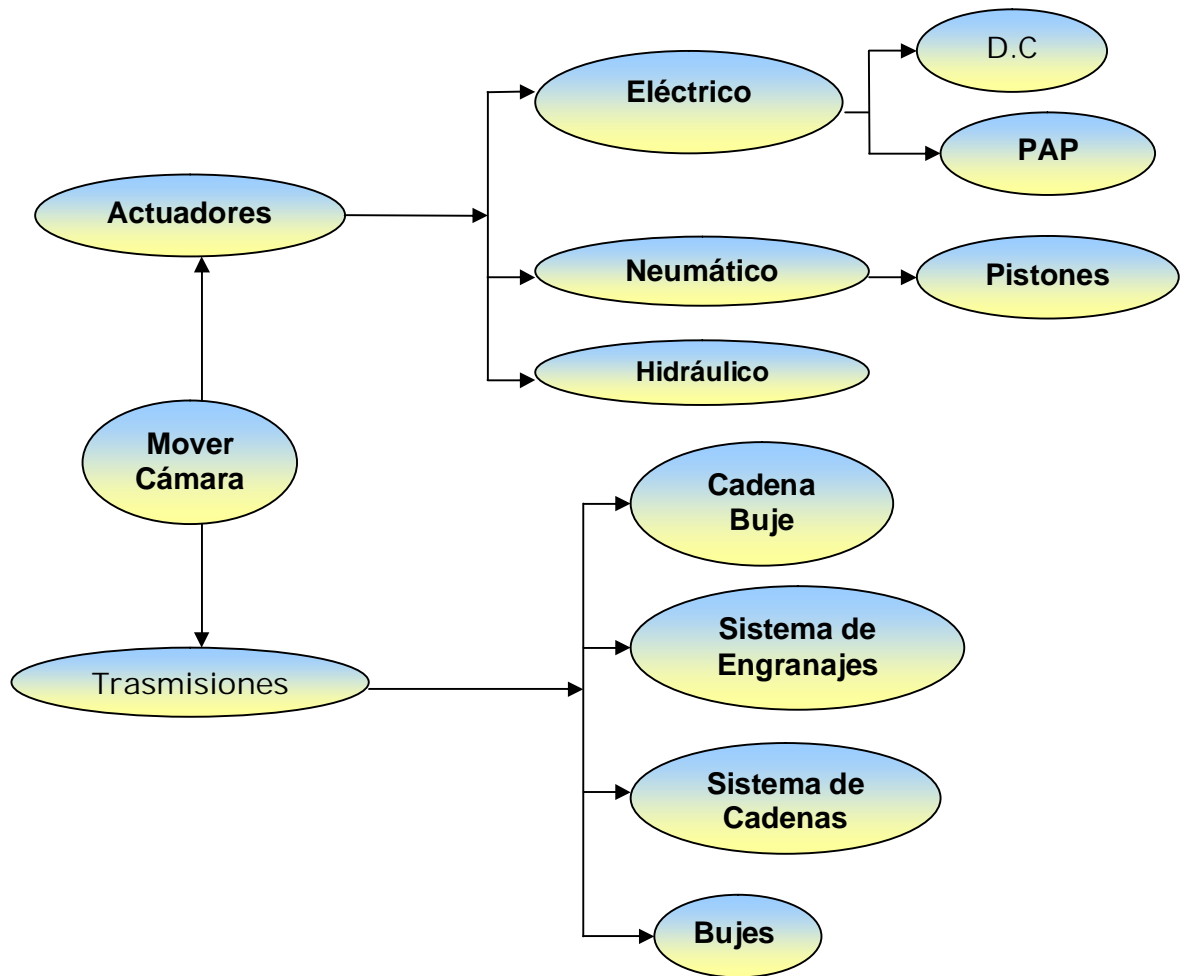 D.C
Eléctrico
PAP
Actuadores
Neumático
Pistones
Hidráulico
Mover
Cámara
Cadena
Buje
Sistema de
Engranajes
Trasmisiones
Sistema de
Cadenas
Bujes